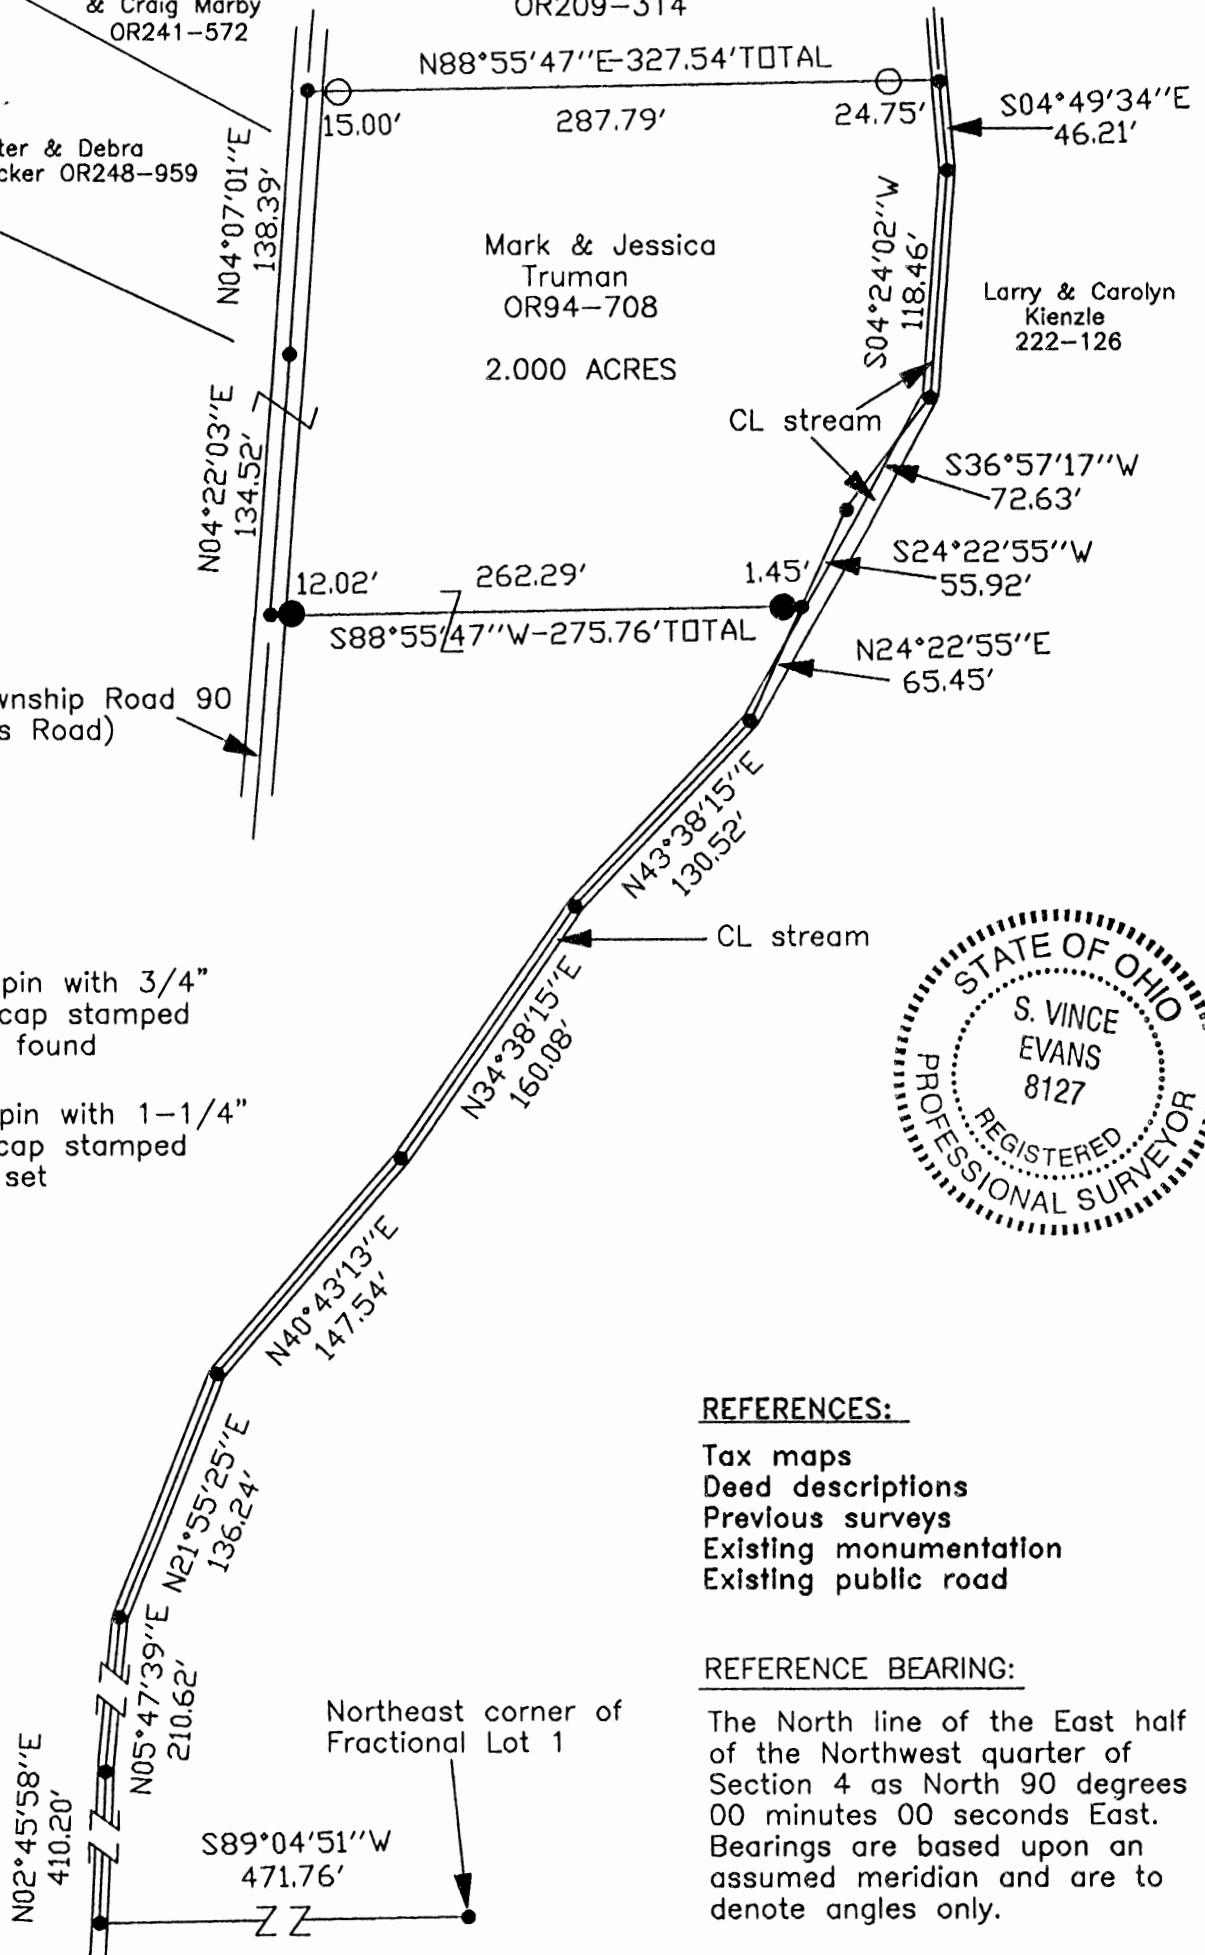 & Craig Marby
OR241-572
OR209-314
N88°55'47''E-327.54'TOTAL
15.00'
287.79'
24.75'
S04°49'34''E
46.21'
& Debra
OR248-959
N04°07'01''E
138.39'
Mark & Jessica
Truman
OR94-708
2.000 ACRES
S04°24'02''W
118.46'
Larry & Carolyn
Kienzle
222-126
CL stream
N04°22'03''E
134.52'
S36°57'17''W
72.63'
S24°22'55''W
55.92'
12.02'
262.29'
1.45'
S88°55'47''W-275.76'TOTAL
N24°22'55''E
65.45'
Road 90
Road)
N43°38'15''E
130.52'
CL stream
pin with 3/4"
cap stamped
found
N34°38'15''E
160.08'
pin with 1-1/4"
cap stamped
set
STATE OF OHIO
S. VINCE
EVANS
8127
REGISTERED
PROFESSIONAL SURVEYOR
N40°43'13''E
147.54'
N21°55'25''E
136.24'
REFERENCES:
Tax maps
Deed descriptions
Previous surveys
Existing monumentation
Existing public road
N05°47'39''E
210.62'
REFERENCE BEARING:
The North line of the East half
of the Northwest quarter of
Section 4 as North 90 degrees
00 minutes 00 seconds East.
Bearings are based upon an
assumed meridian and are to
denote angles only.
Northeast corner of
Fractional Lot 1
N02°45'58''E
410.20'
S89°04'51''W
471.76'